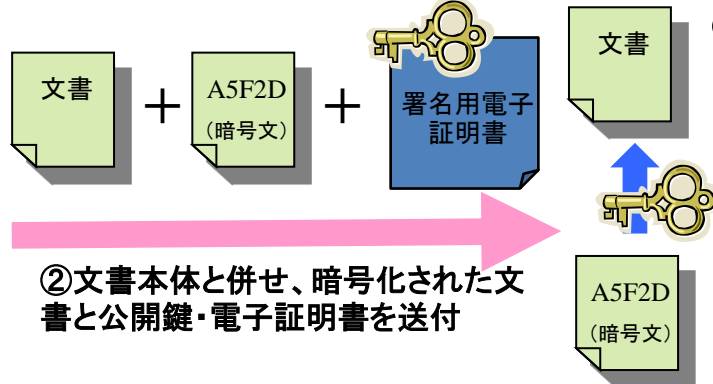 文書
A5F2D
（暗号文）
署名用電子
証明書
文書
②文書本体と併せ、暗号化された文
書と公開鍵・電子証明書を送付
A5F2D
（暗号文）